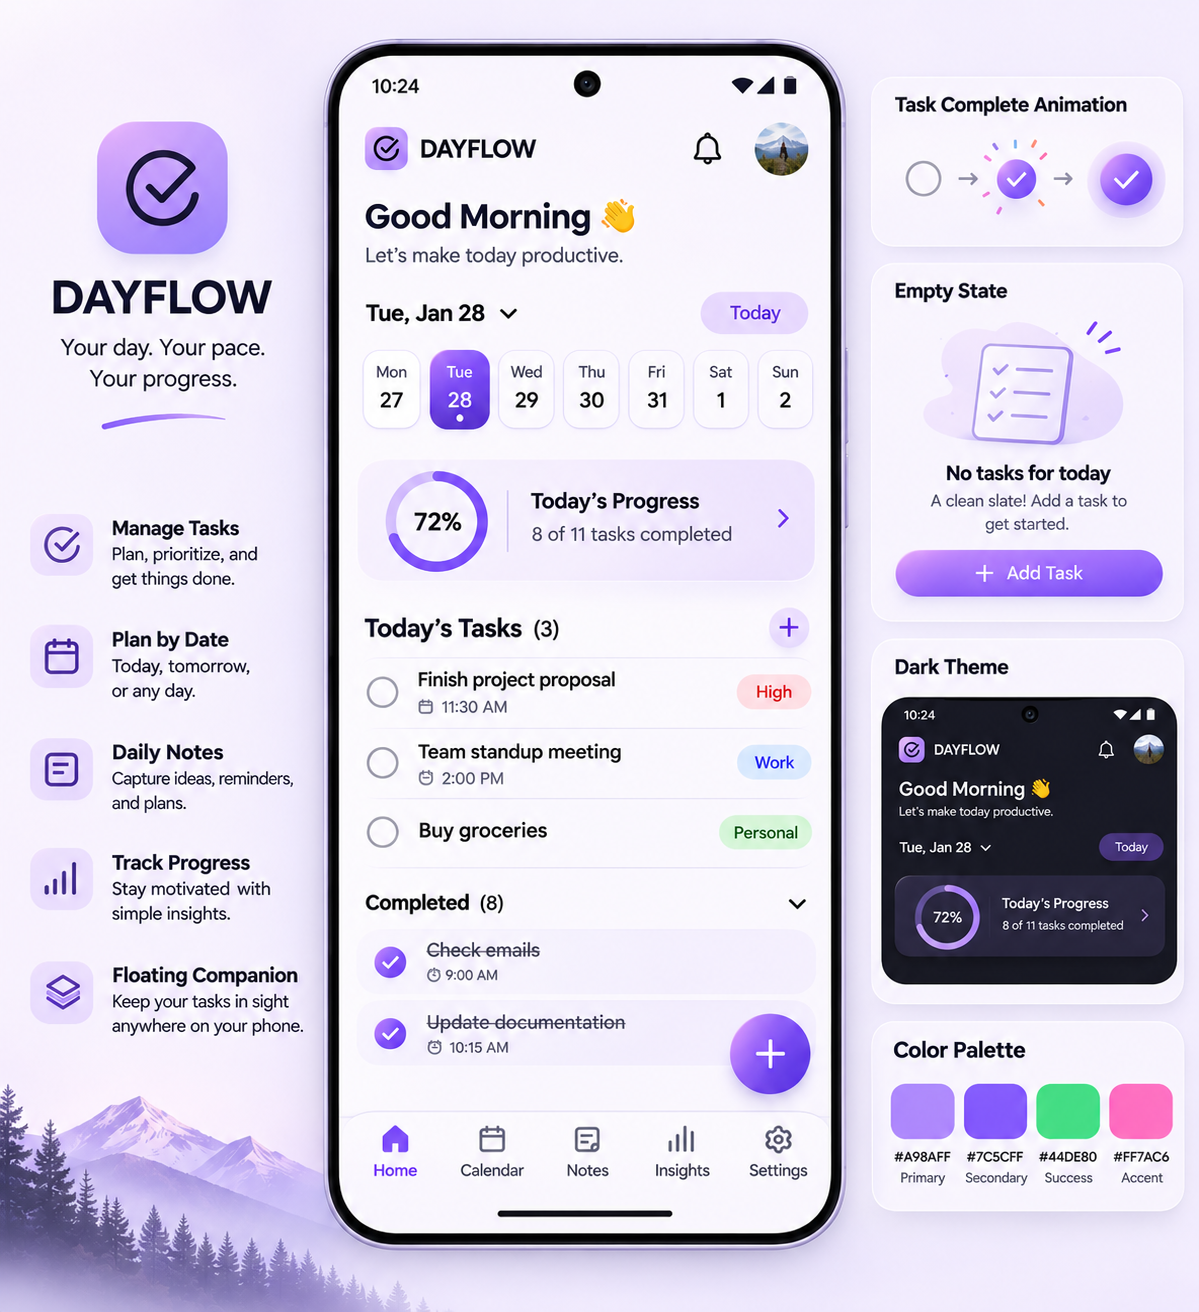 DAYFLOW
Your day. Your pace.
Your progress.
Manage Tasks
Plan, prioritize, and
get things done.
Plan by Date
Today, tomorrow,
or any day.
Daily Notes
Capture ideas, reminders,
and plans.
Track Progress
Stay motivated with
simple insights.
Floating Companion
Keep your tasks in sight
anywhere on your phone.
10:24
DAYFLOW
Good Morning 👋
Let's make today productive.
Tue, Jan 28
Today
Mon Tue Wed Thu Fri Sat Sun
27 28 29 30 31 1 2
72%
Today's Progress
8 of 11 tasks completed
Today's Tasks (3)
Finish project proposal
11:30 AM
High
Team standup meeting
2:00 PM
Work
Buy groceries
Personal
Completed (8)
Check emails
9:00 AM
Update documentation
10:15 AM
Home Calendar Notes Insights Settings
Task Complete Animation
Empty State
No tasks for today
A clean slate! Add a task to
get started.
+ Add Task
Dark Theme
10:24
DAYFLOW
Good Morning 👋
Let's make today productive.
Tue, Jan 28
Today
72%
Today's Progress
8 of 11 tasks completed
Color Palette
#A98AFF #7C5CFF #44DE80 #FF7AC6
Primary Secondary Success Accent